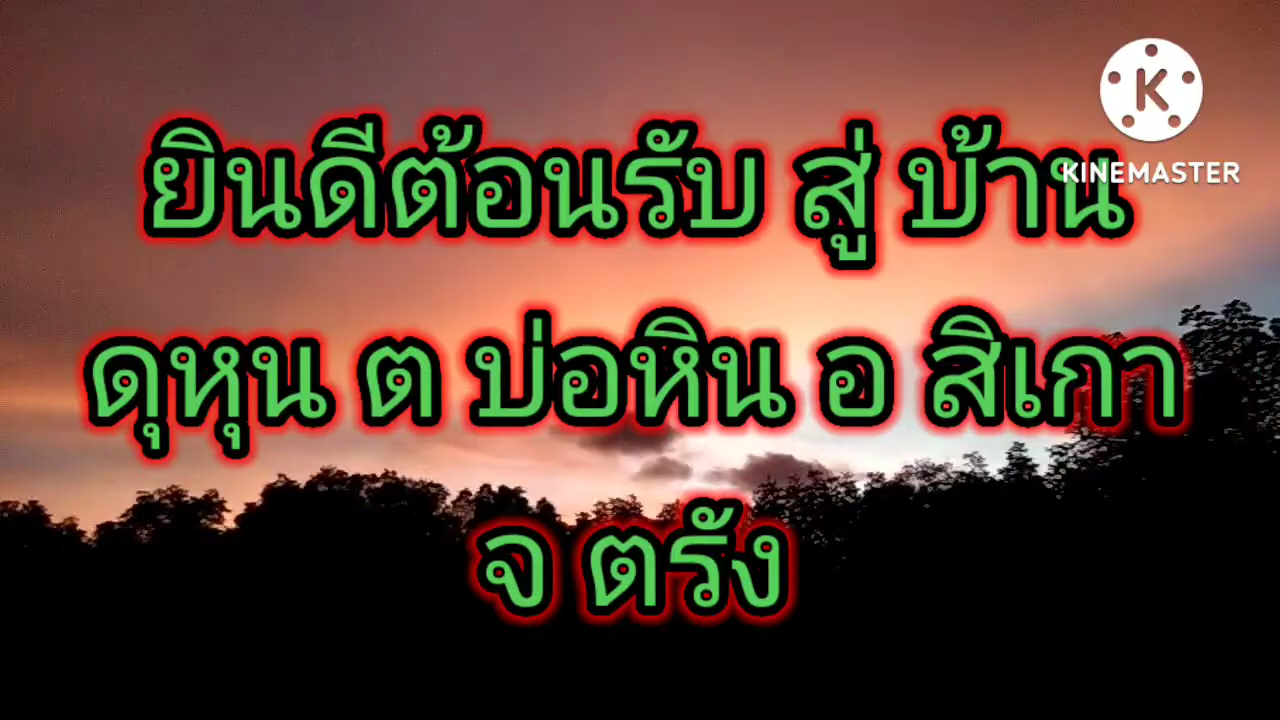 K
KINEMASTER
ยินดีต้อนรับ สู่ บ้าน
ดุหุน ต บ่อหิน อ สิเกา
จ ตรัง